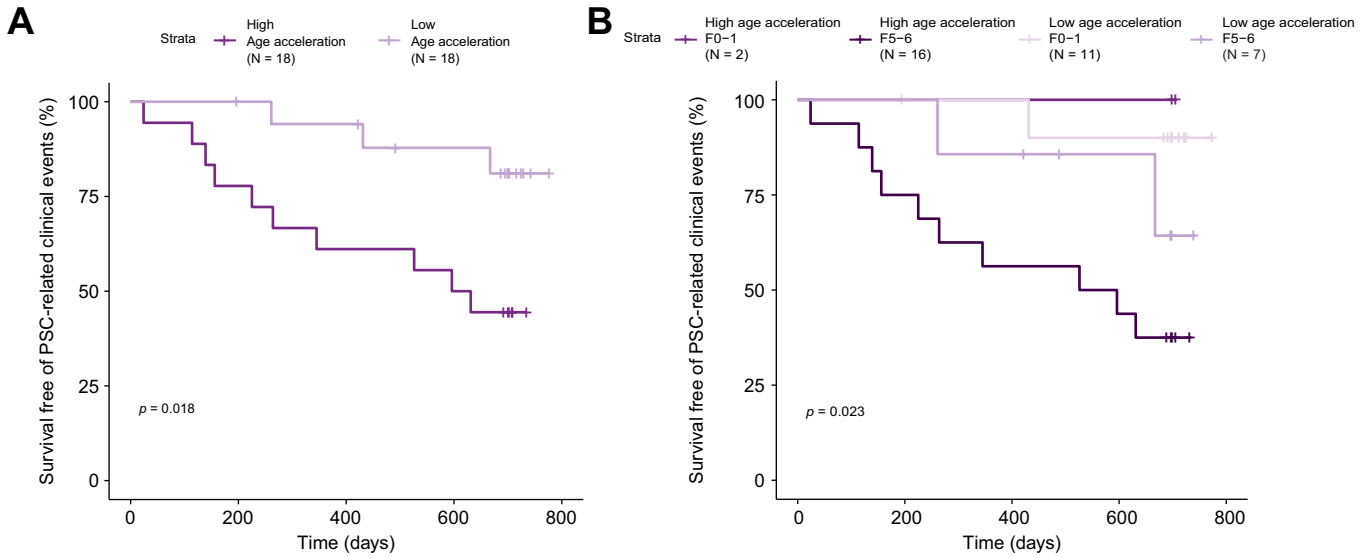 A
Strata
High
Age acceleration
(N = 18)
Low
Age acceleration
(N = 18)
Survival free of PSC-related clinical events (%)
100
75
50
25
0
p = 0.018
0
200
400
600
800
Time (days)
B
Strata
High age acceleration
F0−1
(N = 2)
High age acceleration
F5−6
(N = 16)
Low age acceleration
F0−1
(N = 11)
Low age acceleration
F5−6
(N = 7)
Survival free of PSC-related clinical events (%)
100
75
50
25
0
p = 0.023
0
200
400
600
800
Time (days)